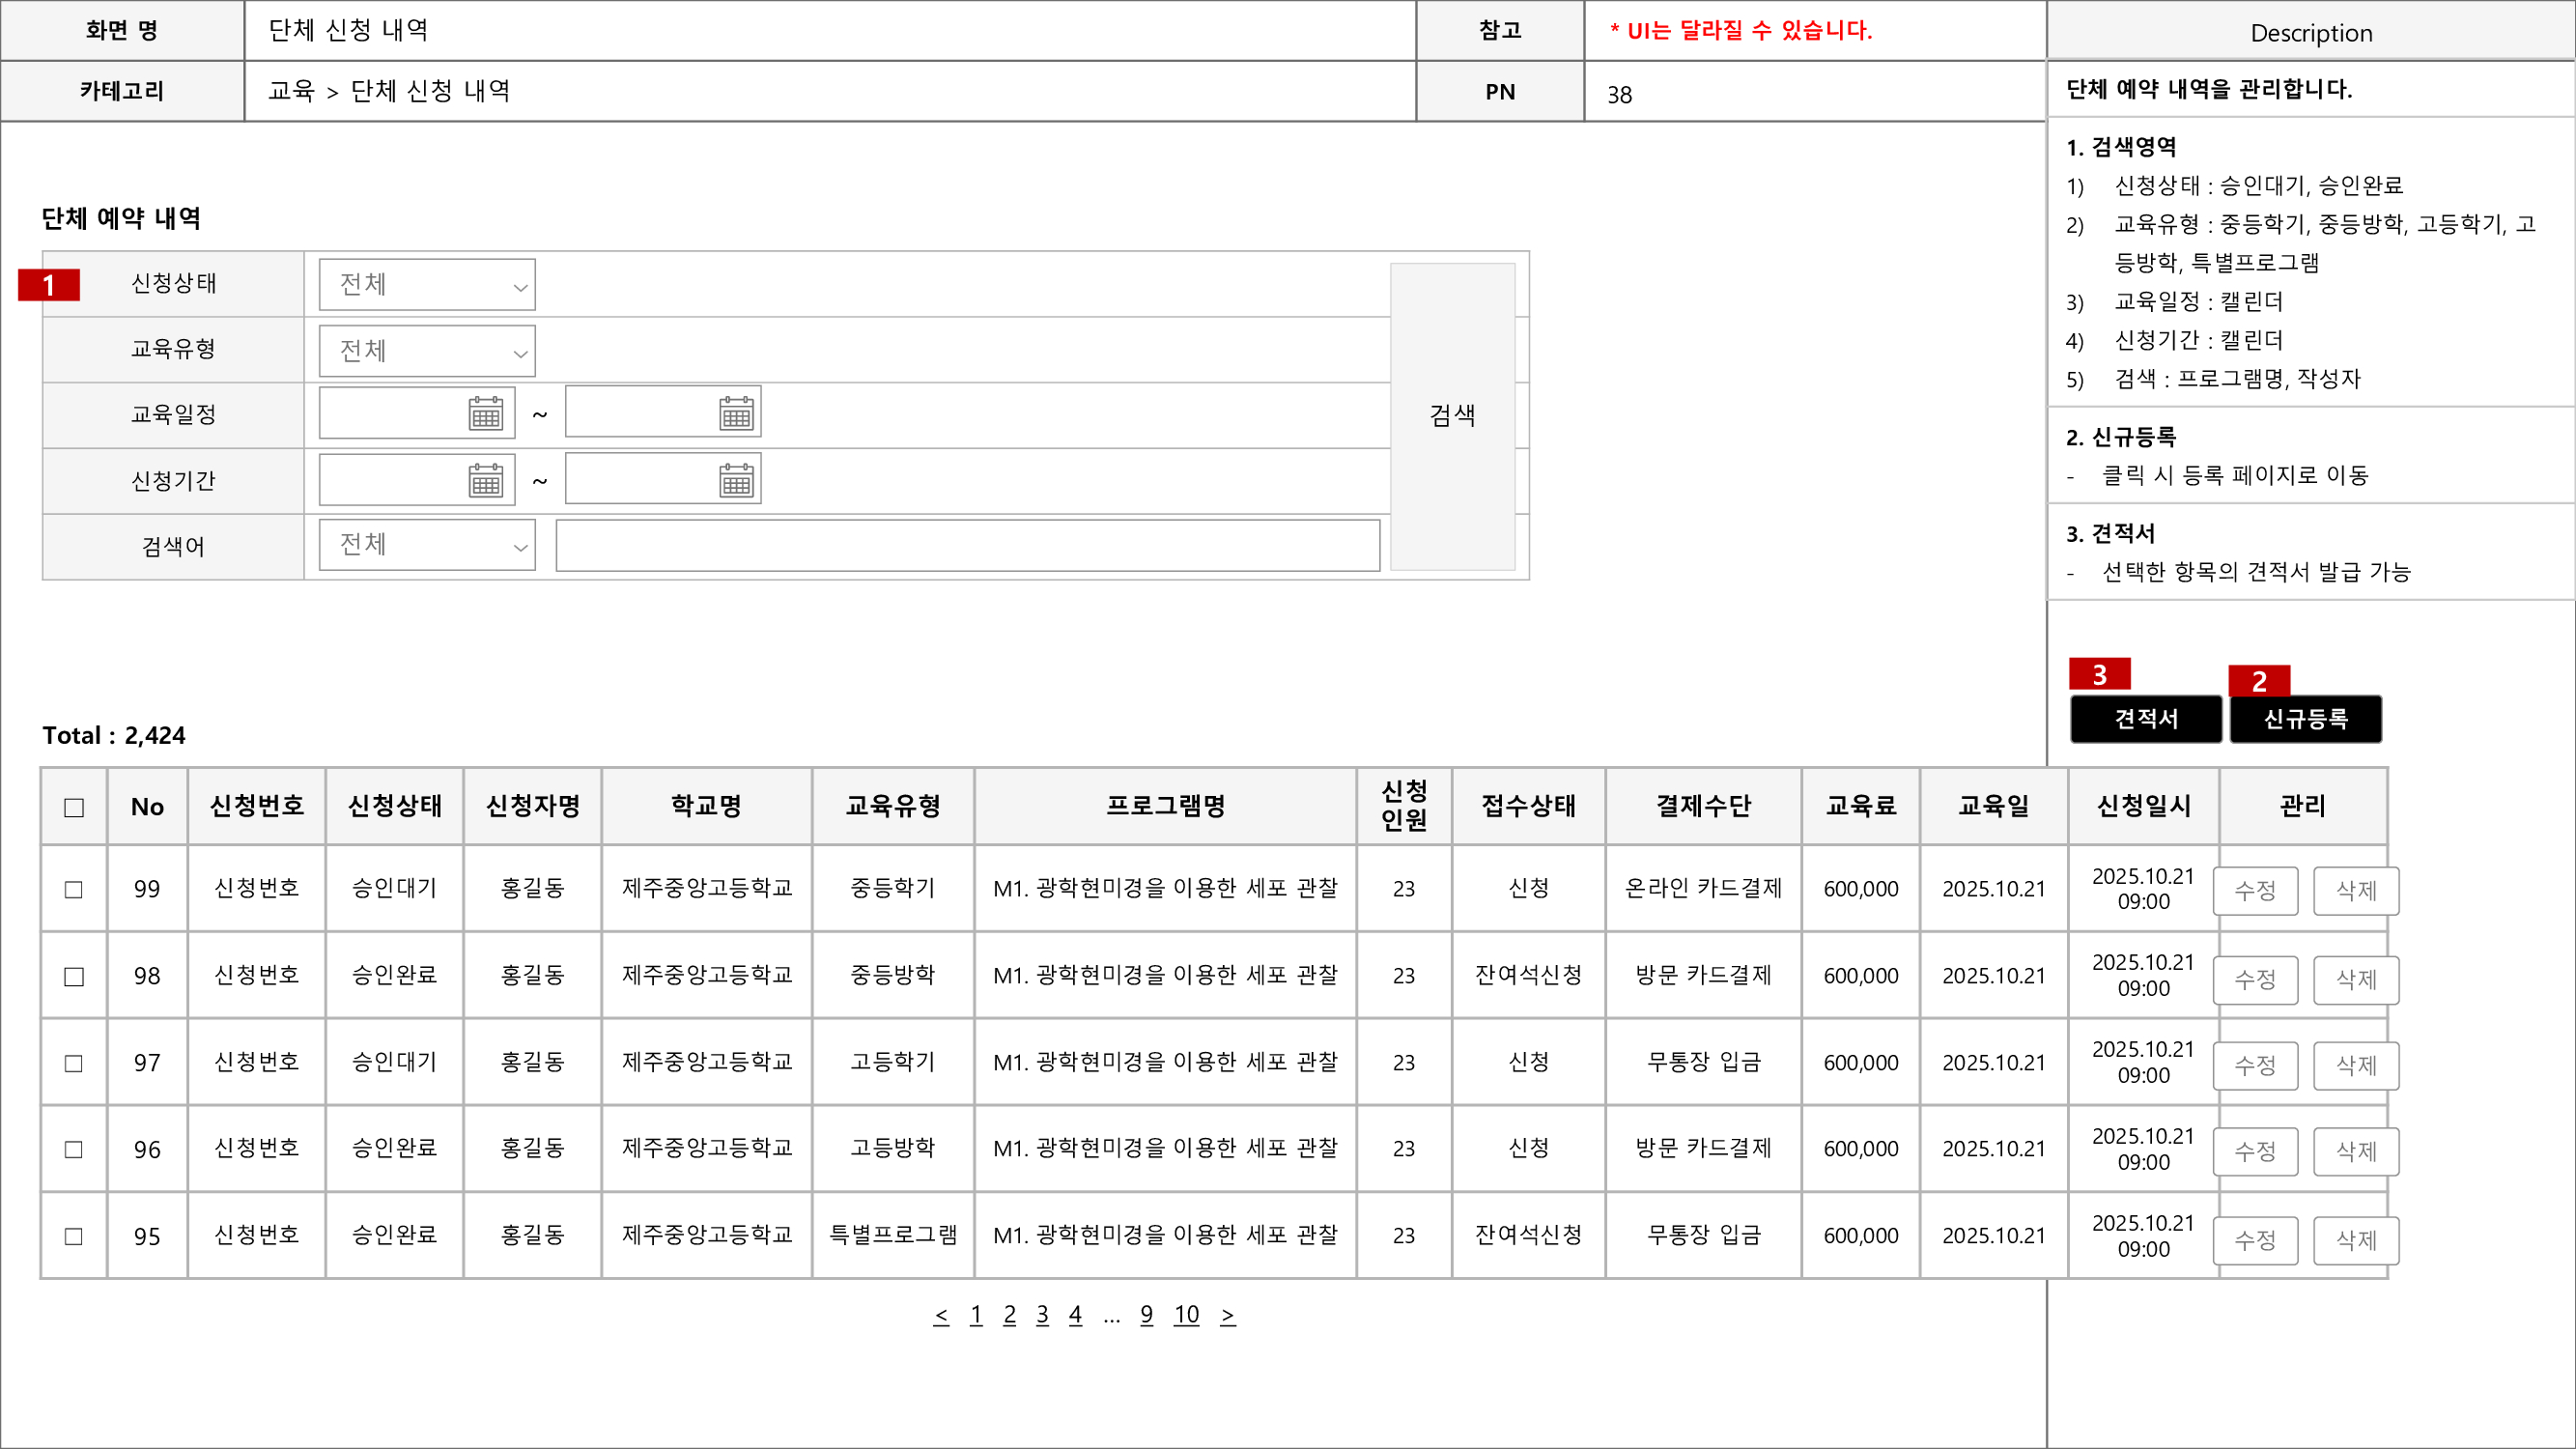 화면 명 단체 신청 내역 참고 * UI는 달라질 수 있습니다. Description
카테고리 교육 > 단체 신청 내역 PN 38
단체 예약 내역을 관리합니다.
1. 검색영역
1) 신청상태 : 승인대기, 승인완료
2) 교육유형 : 중등학기, 중등방학, 고등학기, 고
등방학, 특별프로그램
3) 교육일정 : 캘린더
4) 신청기간 : 캘린더
5) 검색 : 프로그램명, 작성자
2. 신규등록
- 클릭 시 등록 페이지로 이동
3. 견적서
- 선택한 항목의 견적서 발급 가능
단체 예약 내역
1 신청상태 전체
교육유형 전체
교육일정 ~
검색
신청기간 ~
검색어 전체
3 2
견적서 신규등록
Total : 2,424
□ No 신청번호 신청상태 신청자명 학교명 교육유형 프로그램명 신청 인원 접수상태 결제수단 교육료 교육일 신청일시 관리
□ 99 신청번호 승인대기 홍길동 제주중앙고등학교 중등학기 M1. 광학현미경을 이용한 세포 관찰 23 신청 온라인 카드결제 600,000 2025.10.21 2025.10.21 09:00 수정 삭제
□ 98 신청번호 승인완료 홍길동 제주중앙고등학교 중등방학 M1. 광학현미경을 이용한 세포 관찰 23 잔여석신청 방문 카드결제 600,000 2025.10.21 2025.10.21 09:00 수정 삭제
□ 97 신청번호 승인대기 홍길동 제주중앙고등학교 고등학기 M1. 광학현미경을 이용한 세포 관찰 23 신청 무통장 입금 600,000 2025.10.21 2025.10.21 09:00 수정 삭제
□ 96 신청번호 승인완료 홍길동 제주중앙고등학교 고등방학 M1. 광학현미경을 이용한 세포 관찰 23 신청 방문 카드결제 600,000 2025.10.21 2025.10.21 09:00 수정 삭제
□ 95 신청번호 승인완료 홍길동 제주중앙고등학교 특별프로그램 M1. 광학현미경을 이용한 세포 관찰 23 잔여석신청 무통장 입금 600,000 2025.10.21 2025.10.21 09:00 수정 삭제
< 1 2 3 4 ... 9 10 >